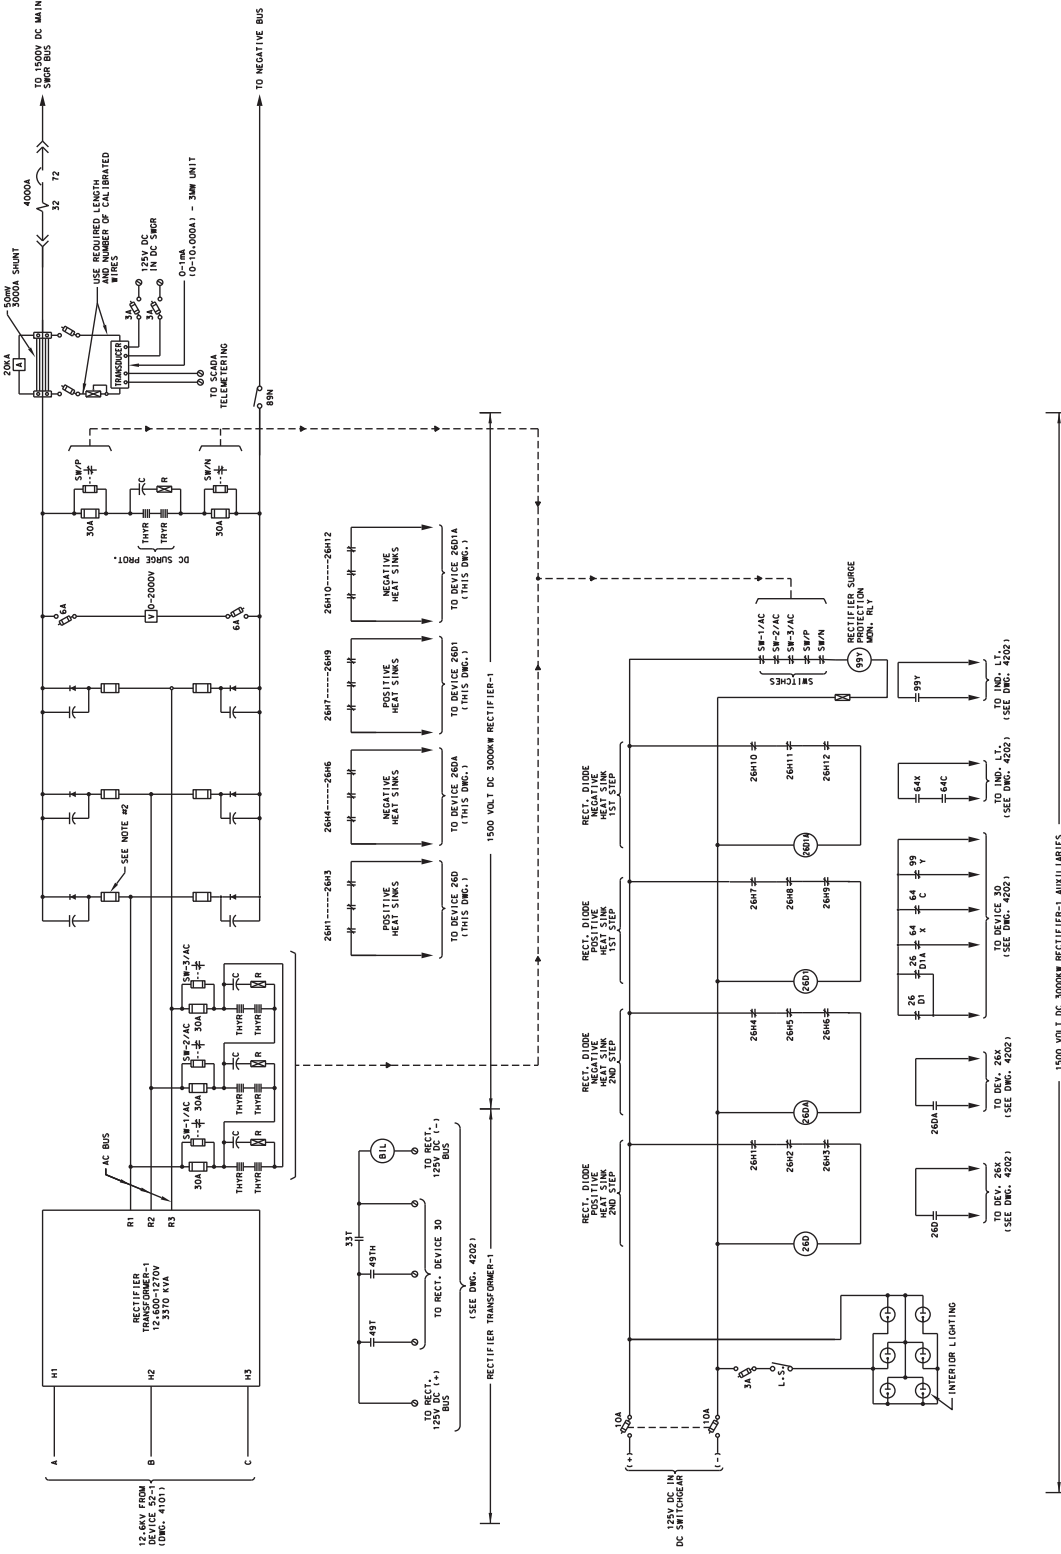 12.6KV FROM
DEVICE 52-1
(DWG. 4101)
A
B
C
H1
H2
H3
RECTIFIER
TRANSFORMER-1
12.600-1270V
3370 KVA
R1
R2
R3
AC BUS
SW-1/AC
30A
C
R
THYR
THYR
SW-2/AC
30A
C
R
THYR
THYR
SW-3/AC
30A
C
R
THYR
THYR
SEE NOTE #2
6A
V
0-2000V
6A
DC SURGE PROT.
SW/P
30A
C
R
THYR
TRYR
SW/N
30A
20KA
A
50mV
3000A SHUNT
4000A
32
72
TO 1500V DC MAIN
SWGR BUS
USE REQUIRED LENGTH
AND NUMBER OF CALIBRATED
WIRES
TRANSDUCER
3A
3A
125V DC
IN DC SWGR
0-1mA
(0-10.000A) - 3MW UNIT
TO SCADA
TELEMETERING
89N
TO NEGATIVE BUS
TO RECT.
125V DC (+)
BUS
49T
49TH
33T
BIL
TO RECT. DEVICE 30
TO RECT.
125V DC (-)
BUS
(SEE DWG. 4202)
RECTIFIER TRANSFORMER-1
26H1------26H3
POSITIVE
HEAT SINKS
TO DEVICE 26D
(THIS DWG.)
26H4------26H6
NEGATIVE
HEAT SINKS
TO DEVICE 26DA
(THIS DWG.)
26H7------26H9
POSITIVE
HEAT SINKS
TO DEVICE 26D1
(THIS DWG.)
26H10------26H12
NEGATIVE
HEAT SINKS
TO DEVICE 26D1A
(THIS DWG.)
1500 VOLT DC 3000KW RECTIFIER-1
125V DC IN
DC SWITCHGEAR
(+)
(-)
10A
10A
3A
L.S.
INTERIOR LIGHTING
RECT. DIODE
POSITIVE
HEAT SINK
2ND STEP
26D
26H1
26H2
26H3
RECT. DIODE
NEGATIVE
HEAT SINK
2ND STEP
26DA
26H4
26H5
26H6
RECT. DIODE
POSITIVE
HEAT SINK
1ST STEP
26D1
26H7
26H8
26H9
RECT. DIODE
NEGATIVE
HEAT SINK
1ST STEP
26D1A
26H10
26H11
26H12
SWITCHES
SW-1/AC
SW-2/AC
SW-3/AC
SW/P
SW/N
99Y
RECTIFIER SURGE
PROTECTION
MON. RLY
26D
TO DEV. 26X
(SEE DWG. 4202)
26DA
TO DEV. 26X
(SEE DWG. 4202)
26
D1
26
D1A
64
X
64
C
99
Y
TO DEVICE 30
(SEE DWG. 4202)
64X
64C
TO IND. LT.
(SEE DWG. 4202)
99Y
TO IND. LT.
(SEE DWG. 4202)
1500 VOLT DC 3000KW RECTIFIER-1 AUXILIARIES